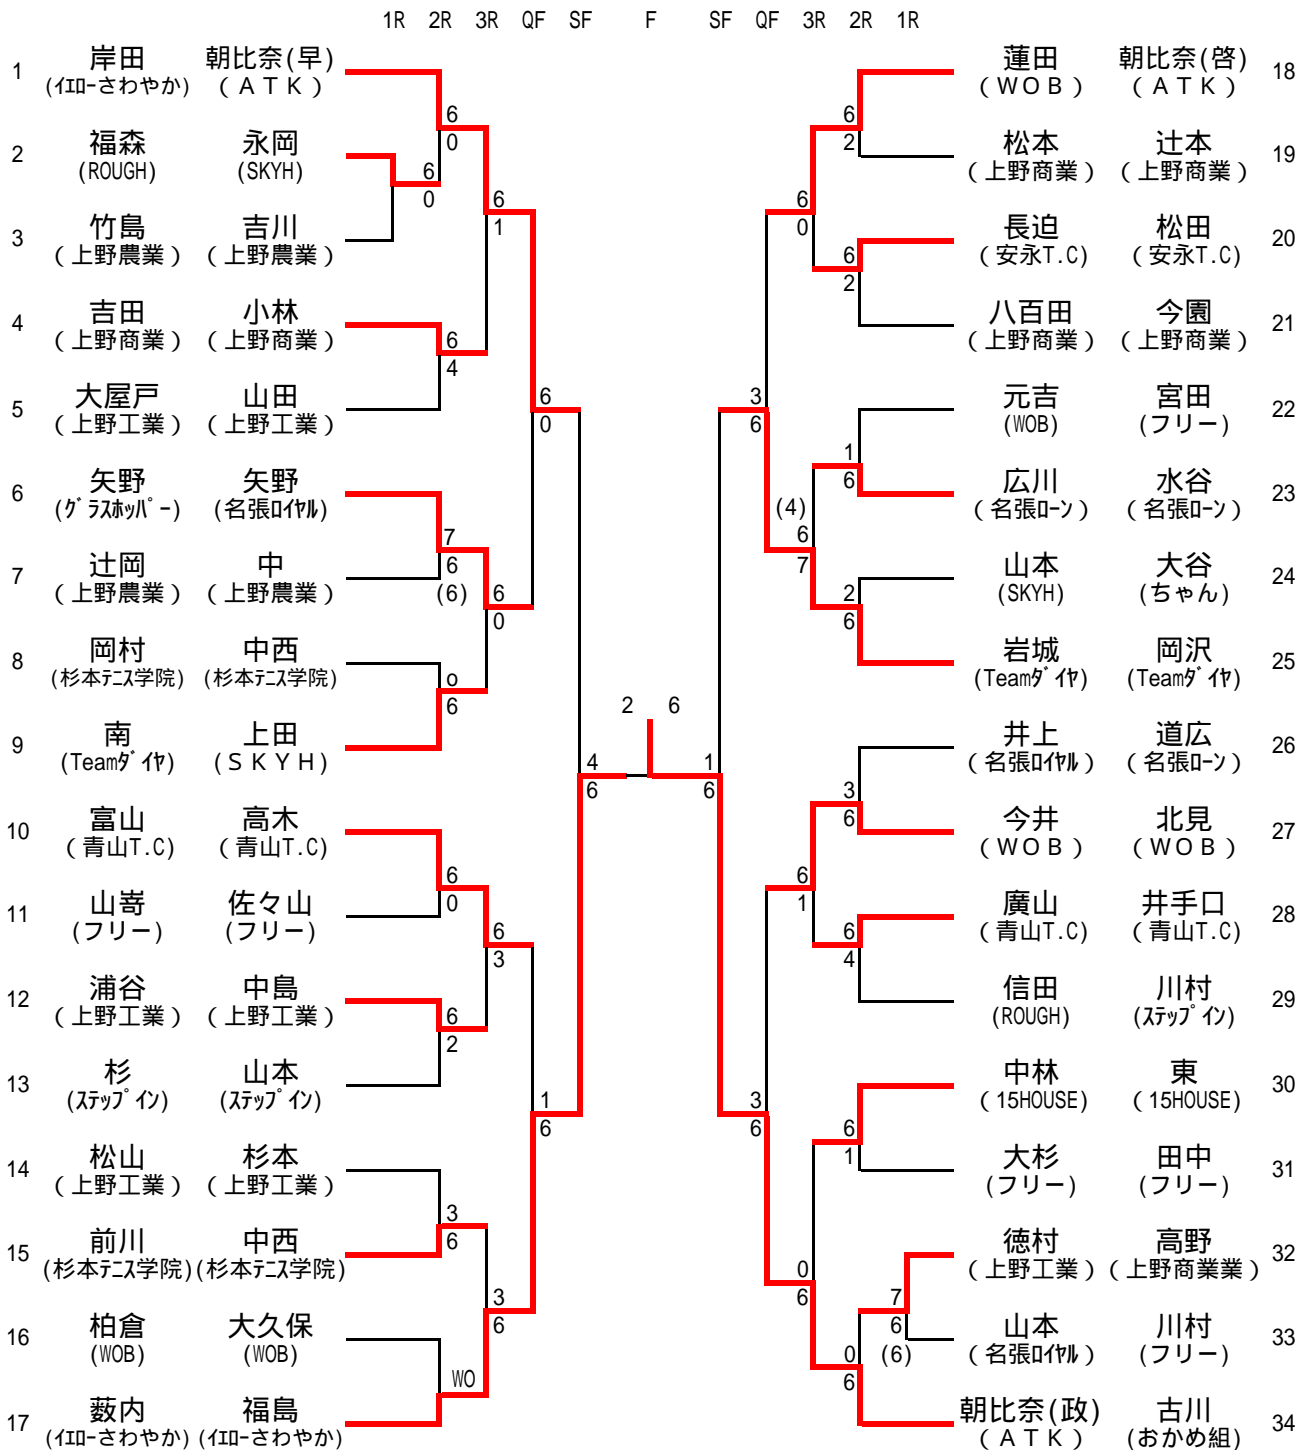 1R 2R 3R QF SF F SF QF 3R 2R 1R
1 岸田 朝比奈(早)
(ｲｴﾛｰさわやか) (ＡＴＫ)
2 福森 永岡
(ROUGH) (SKYH)
3 竹島 吉川
(上野農業) (上野農業)
4 吉田 小林
(上野商業) (上野商業)
5 大屋戸 山田
(上野工業) (上野工業)
6 矢野 矢野
(ｸﾞﾗｽﾎｯﾊﾟｰ) (名張ﾛｲﾔﾙ)
7 辻岡 中
(上野農業) (上野農業)
8 岡村 中西
(杉本ﾃﾆｽ学院) (杉本ﾃﾆｽ学院)
9 南 上田
(Teamﾀﾞｲﾔ) (ＳＫＹＨ)
10 富山 高木
(青山T.C) (青山T.C)
11 山嵜 佐々山
(フリー) (フリー)
12 浦谷 中島
(上野工業) (上野工業)
13 杉 山本
(ｽﾃｯﾌﾟｲﾝ) (ｽﾃｯﾌﾟｲﾝ)
14 松山 杉本
(上野工業) (上野工業)
15 前川 中西
(杉本ﾃﾆｽ学院) (杉本ﾃﾆｽ学院)
16 柏倉 大久保
(WOB) (WOB)
17 薮内 福島
(ｲｴﾛｰさわやか) (ｲｴﾛｰさわやか)
6
0
6
0
6
1
6
4
6
0
7
6
(6)
6
0
o
6
4
6
6
0
6
3
6
2
1
6
3
6
3
6
WO
2 6
蓮田 朝比奈(啓) 18
(ＷＯＢ) (ＡＴＫ)
松本 辻本 19
(上野商業) (上野商業)
長迫 松田 20
(安永T.C) (安永T.C)
八百田 今園 21
(上野商業) (上野商業)
元吉 宮田 22
(WOB) (フリー)
広川 水谷 23
(名張ﾛｰﾝ) (名張ﾛｰﾝ)
山本 大谷 24
(SKYH) (ちゃん)
岩城 岡沢 25
(Teamﾀﾞｲﾔ) (Teamﾀﾞｲﾔ)
井上 道広 26
(名張ﾛｲﾔﾙ) (名張ﾛｰﾝ)
今井 北見 27
(ＷＯＢ) (ＷＯＢ)
廣山 井手口 28
(青山T.C) (青山T.C)
信田 川村 29
(ROUGH) (ｽﾃｯﾌﾟｲﾝ)
中林 東 30
(15HOUSE) (15HOUSE)
大杉 田中 31
(フリー) (フリー)
徳村 高野 32
(上野工業) (上野商業業)
山本 川村 33
(名張ﾛｲﾔﾙ) (フリー)
朝比奈(政) 古川 34
(ＡＴＫ) (おかめ組)
6
2
6
0
6
2
3
6
1
6
(4)
6
7
2
6
1
6
3
6
6
1
6
4
3
6
6
1
0
6
7
6
(6)
0
6